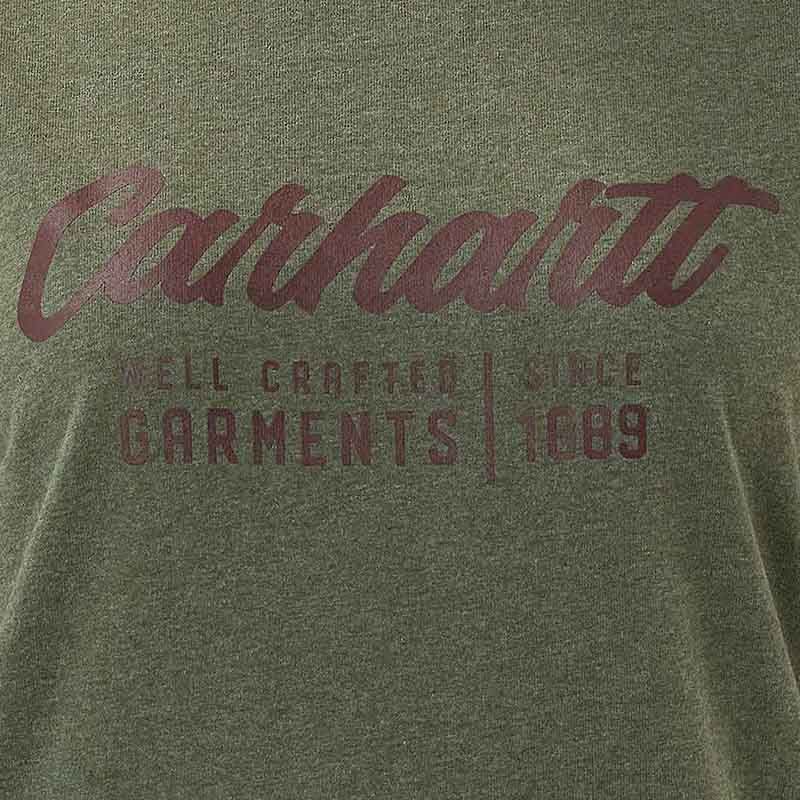 Carhartt
WELL CRAFTED | SINCE
GARMENTS | 1889